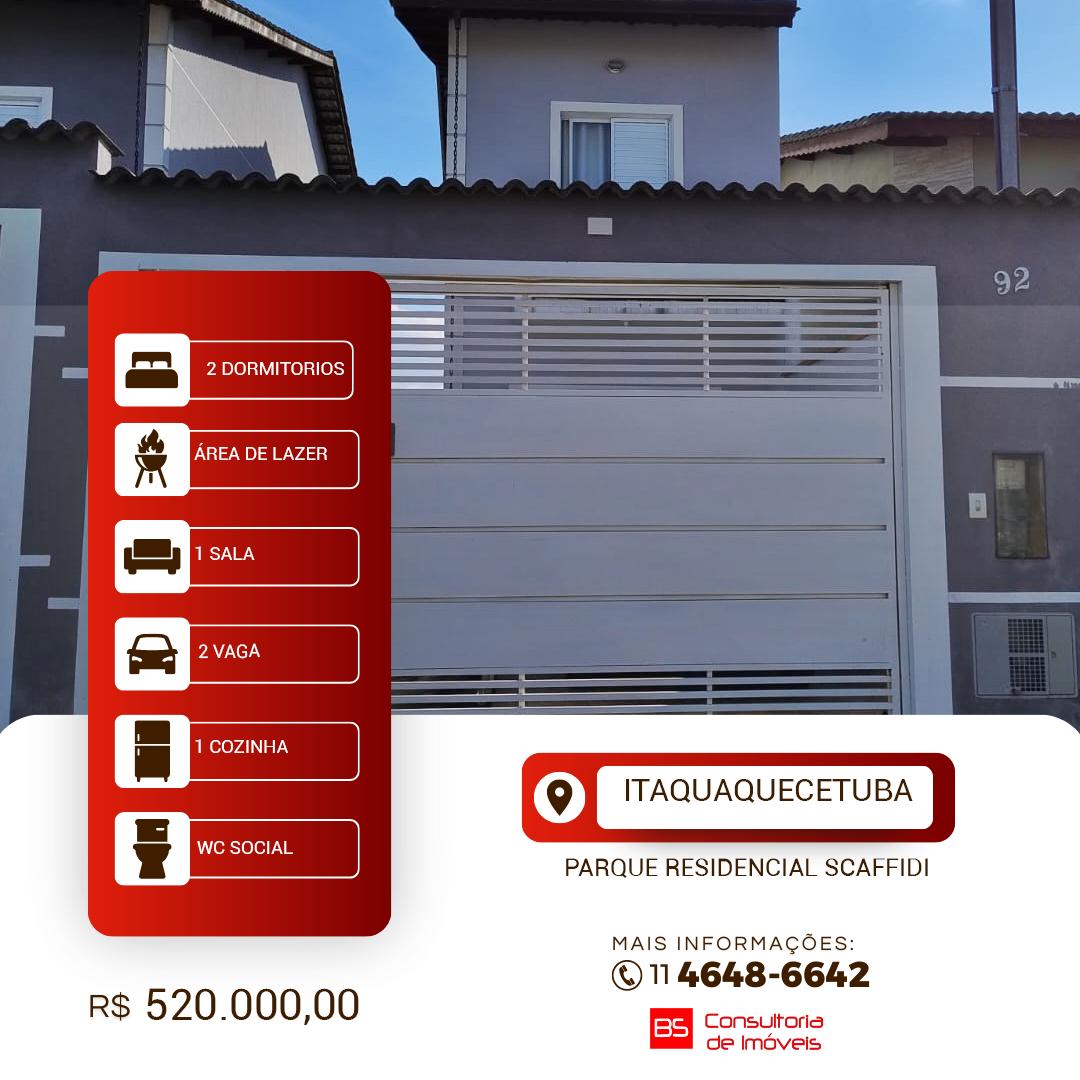 92
2 DORMITORIOS
ÁREA DE LAZER
1 SALA
2 VAGA
1 COZINHA
WC SOCIAL
R$ 520.000,00
ITAQUAQUECETUBA
PARQUE RESIDENCIAL SCAFFIDI
MAIS INFORMAÇÕES:
11 4648-6642
BS Consultoria
de Imóveis